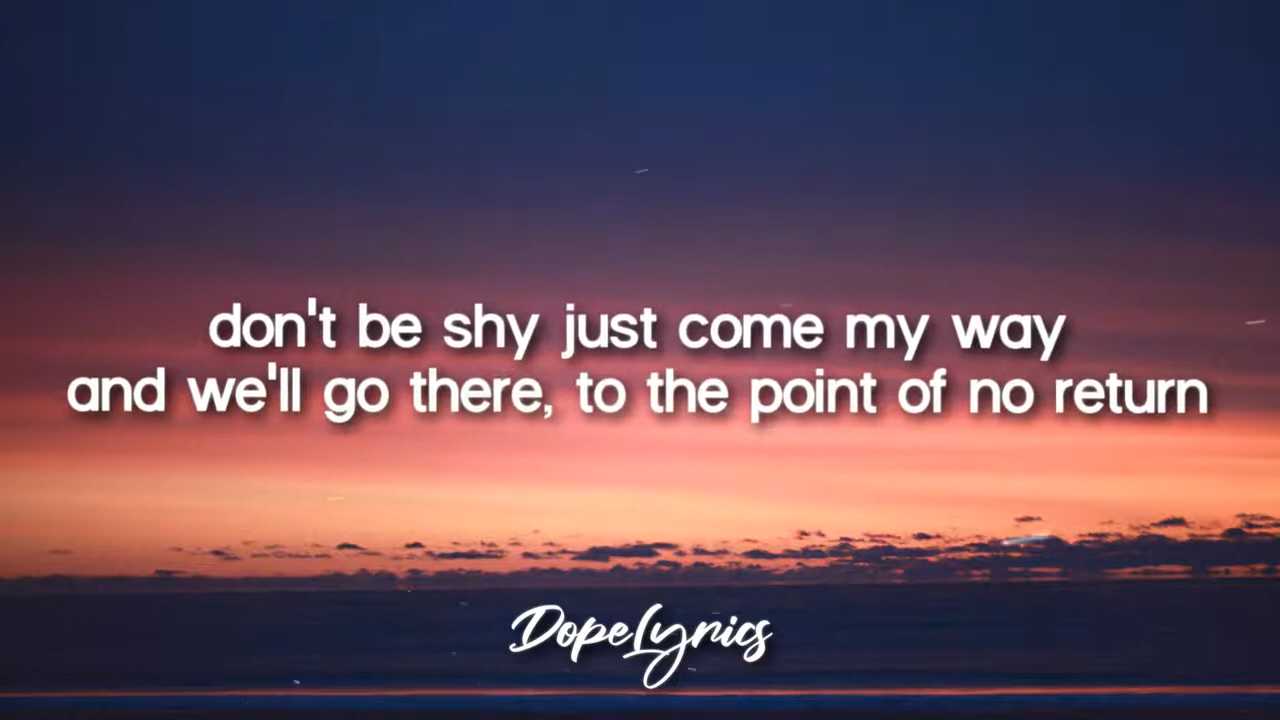 don't be shy just come my way
and we'll go there, to the point of no return
DopeLyrics